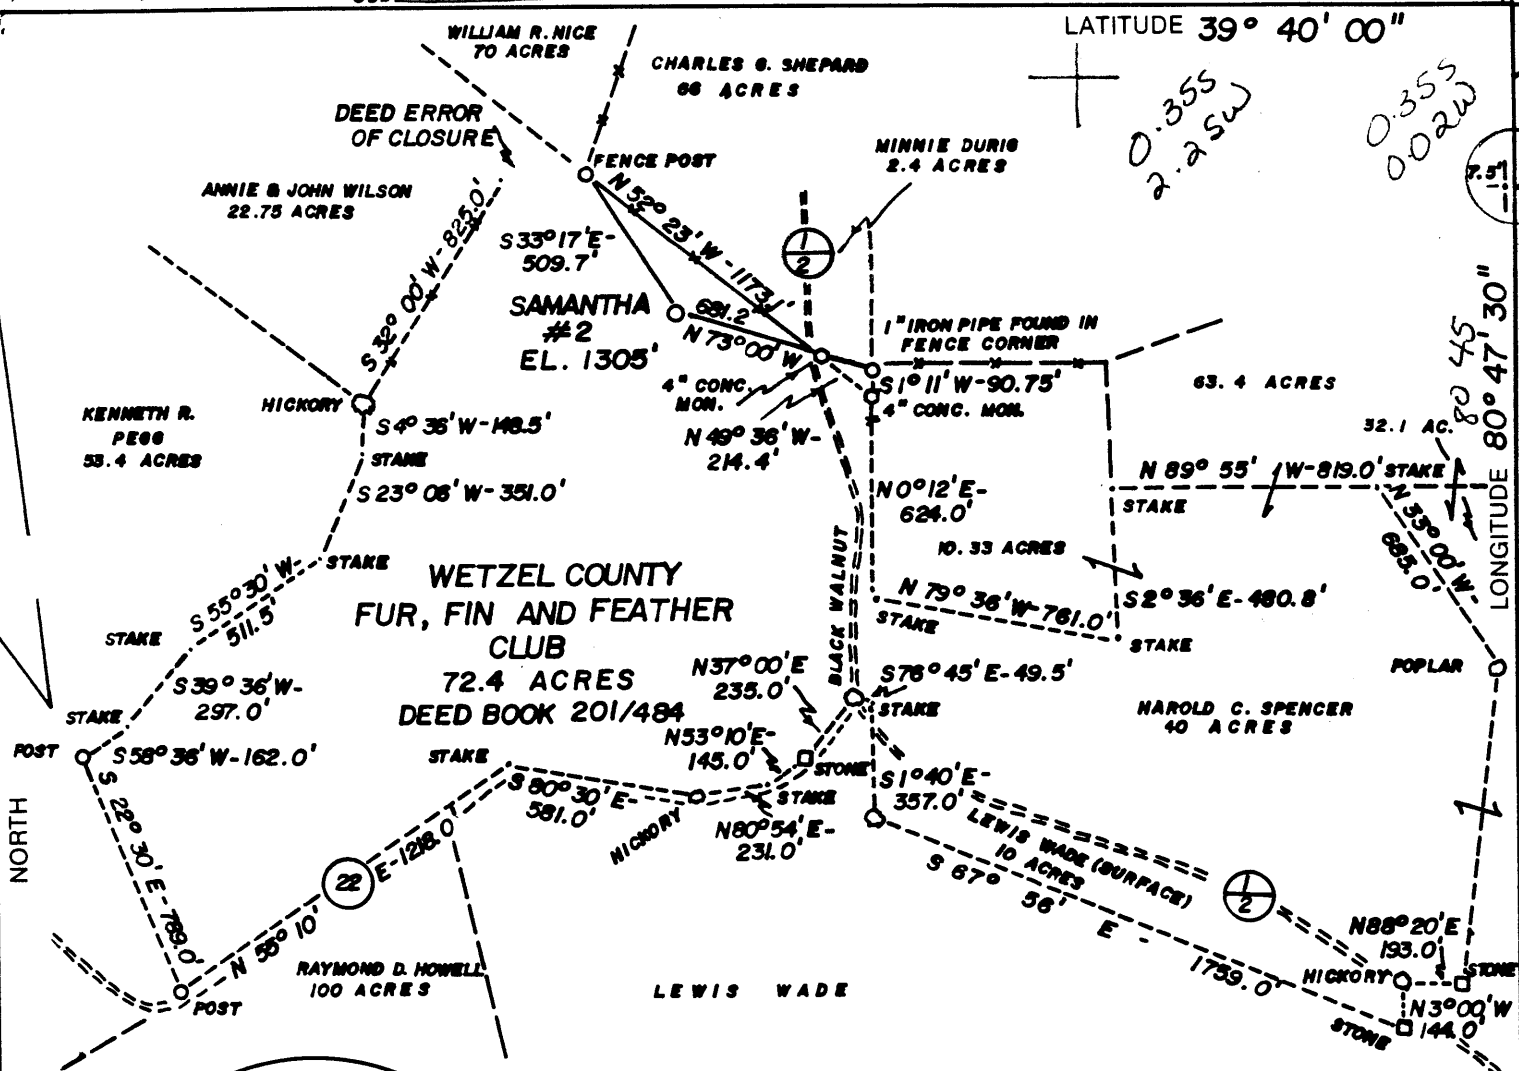 LATITUDE 39° 40' 00"
WILLIAM R. NICE
70 ACRES
CHARLES G. SHEPARD
66 ACRES
0.35S
2.25W
0.35S
0.02W
7.5'
DEED ERROR
OF CLOSURE
FENCE POST
MINNIE DURIG
2.4 ACRES
ANNIE & JOHN WILSON
22.75 ACRES
S 32° 00' W-825.0'
N 52° 23' W-1173.'
S 33° 17' E-
509.7'
1
2
SAMANTHA
#2
EL. 1305'
681.2'
N 73° 00' W
1" IRON PIPE FOUND IN
FENCE CORNER
S 1° 11' W-90.75'
4" CONC. MON.
4" CONC.
MON.
N 49° 36' W-
214.4'
63.4 ACRES
80 45
LONGITUDE 80° 47' 30"
32.1 AC.
HICKORY
KENNETH R.
PEGG
53.4 ACRES
S 4° 36' W-148.5'
STAKE
S 23° 08' W-351.0'
STAKE
N 0° 12' E-
624.0'
N 89° 55' W-819.0'
STAKE
STAKE
N 33° 00' W-
685.0'
10.33 ACRES
BLACK WALNUT
N 79° 36' W-761.0'
STAKE
S 2° 36' E-480.8'
STAKE
S 55° 30' W-
511.5'
STAKE
WETZEL COUNTY
FUR, FIN AND FEATHER
CLUB
72.4 ACRES
DEED BOOK 201/484
S 39° 36' W-
297.0'
STAKE
POST
S 58° 36' W-162.0'
N 37° 00' E
235.0'
S 76° 45' E-49.5'
STAKE
POPLAR
HAROLD C. SPENCER
40 ACRES
N 53° 10' E-
145.0'
STONE
STAKE
STAKE
S 80° 30' E-
581.0'
HICKORY
N 80° 54' E-
231.0'
S 1° 40' E-
357.0'
LEWIS WADE (SURFACE)
10 ACRES
NORTH
S 22° 30' E-789.0'
22
N 55° 10' E-1218.0'
S 67° 56' E - 1759.0'
1
2
N 88° 20' E
193.0'
HICKORY
STONE
N 3° 00' W
144.0'
STONE
RAYMOND D. HOWELL
100 ACRES
POST
LEWIS WADE